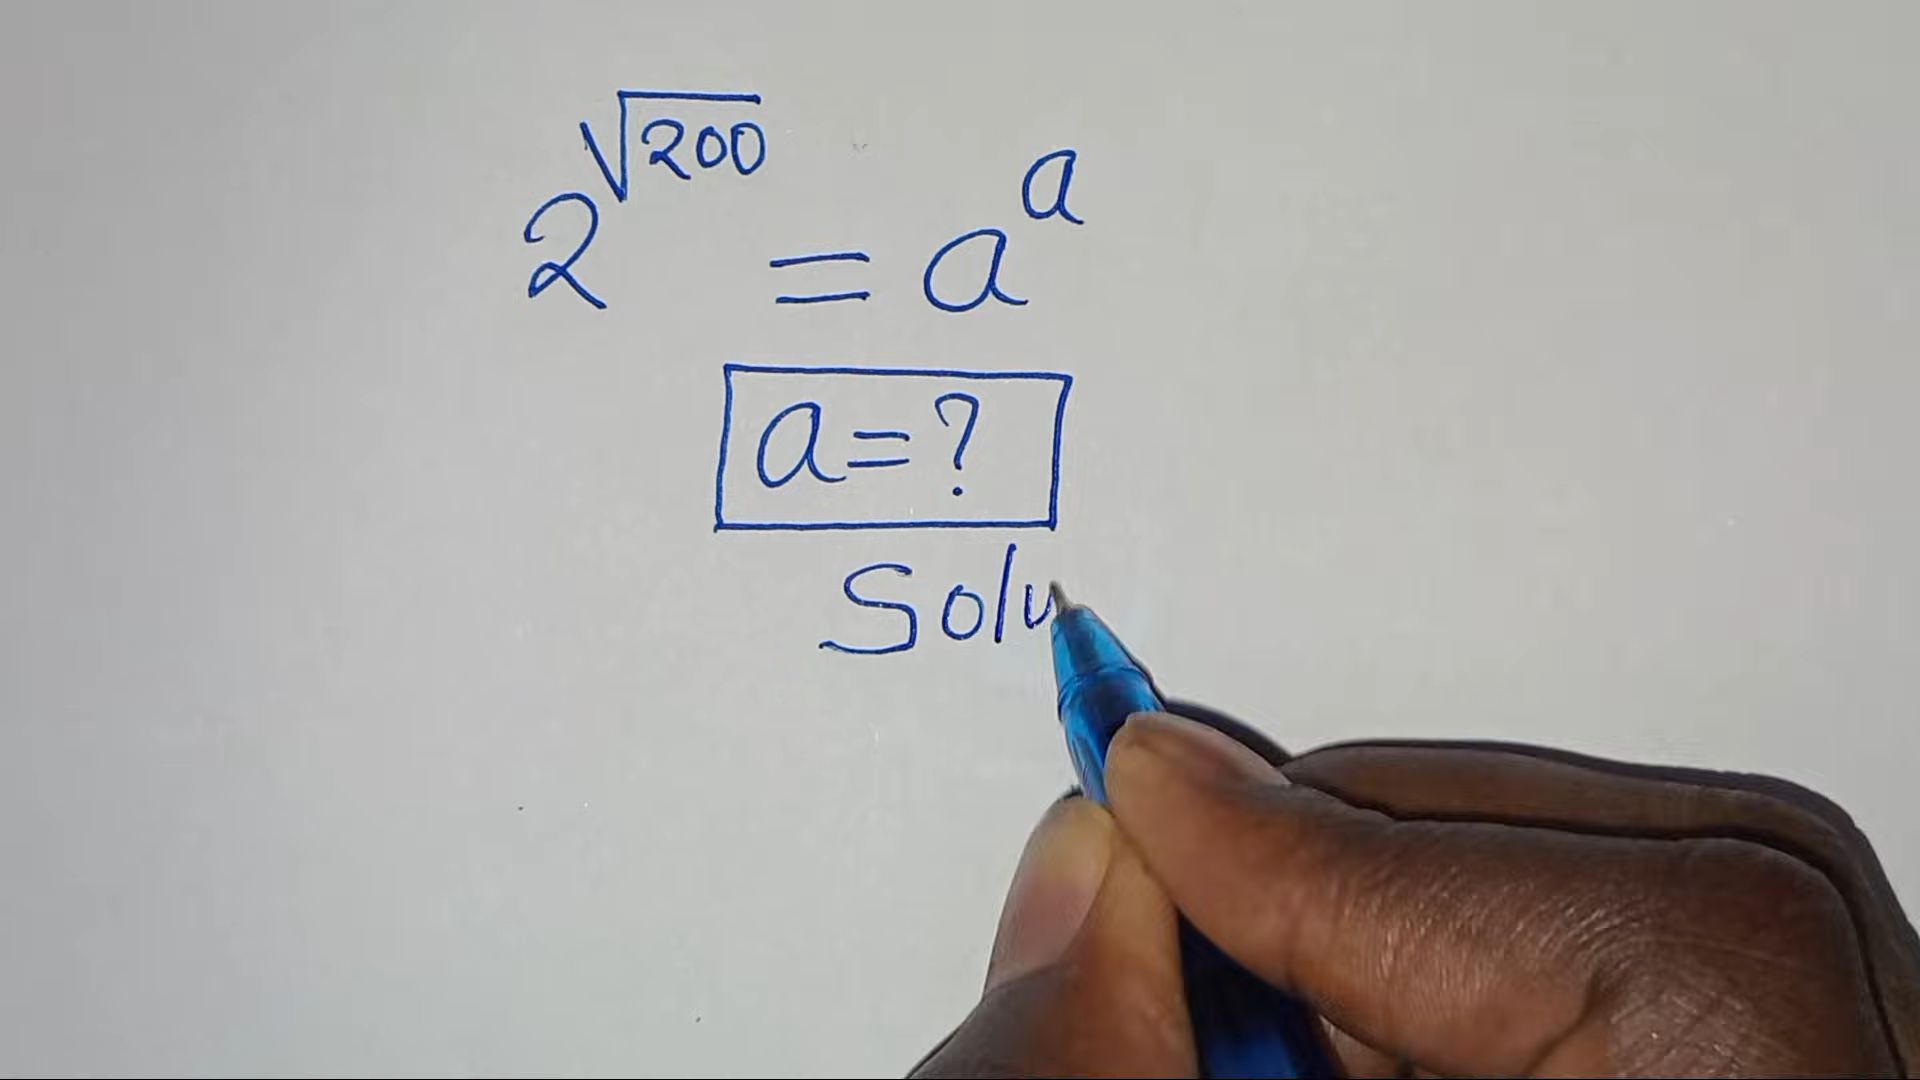 2^√200 = a^a
a=?
Solu